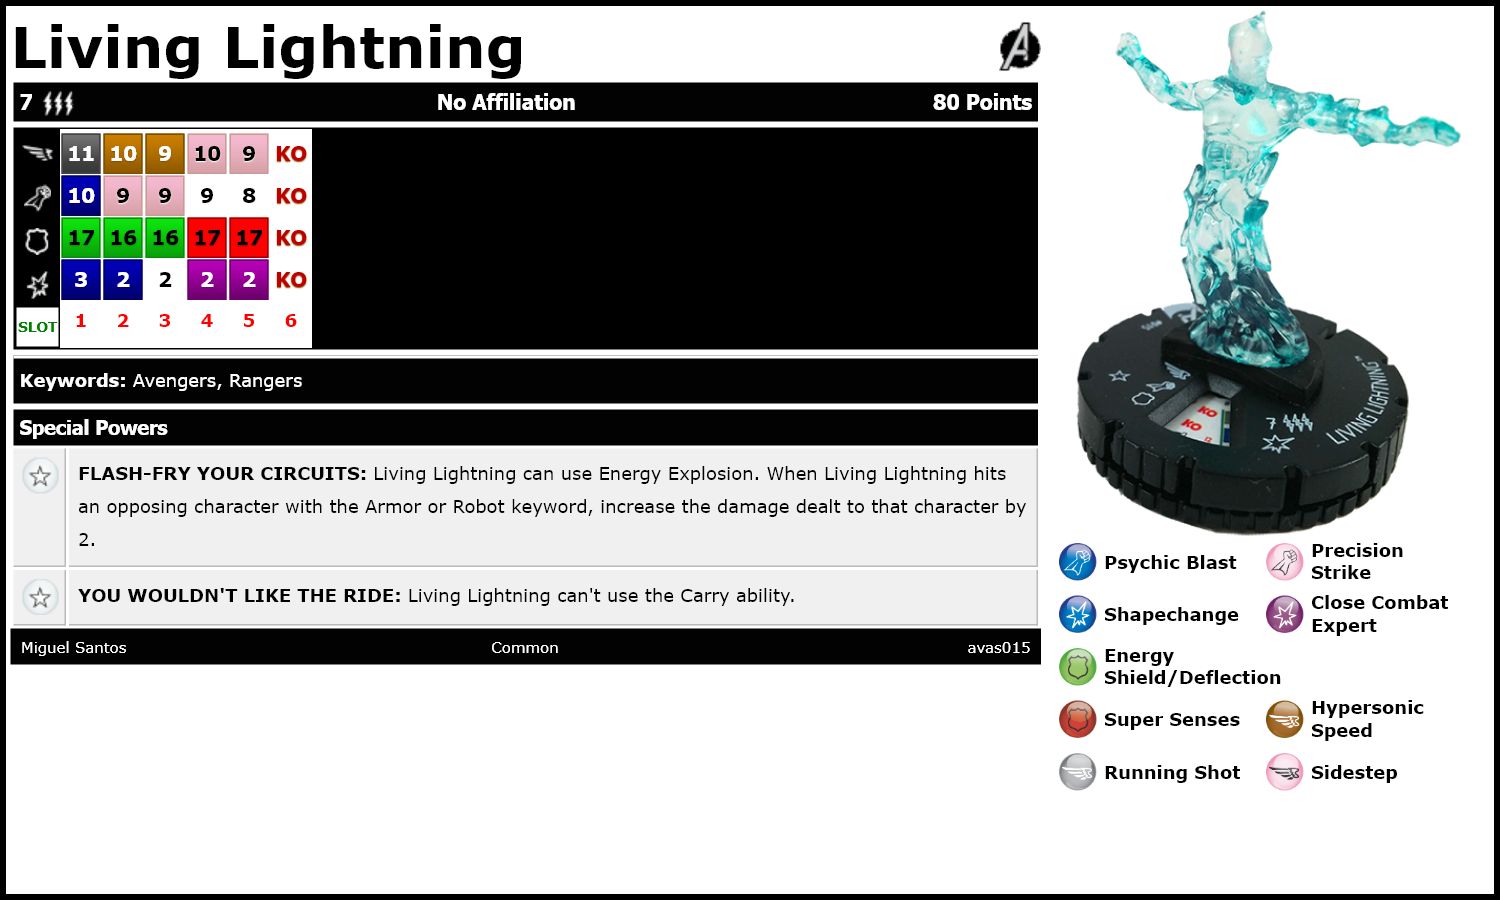 Living Lightning
7 No Affiliation 80 Points
11 10 9 10 9 KO
10 9 9 9 8 KO
17 16 16 17 17 KO
3 2 2 2 2 KO
SLOT 1 2 3 4 5 6
Keywords: Avengers, Rangers
Special Powers
FLASH-FRY YOUR CIRCUITS: Living Lightning can use Energy Explosion. When Living Lightning hits
an opposing character with the Armor or Robot keyword, increase the damage dealt to that character by
2.
YOU WOULDN'T LIKE THE RIDE: Living Lightning can't use the Carry ability.
Miguel Santos Common avas015
KO
KO
7
LIVING LIGHTNING
Psychic Blast
Precision
Strike
Shapechange
Close Combat
Expert
Energy
Shield/Deflection
Super Senses
Hypersonic
Speed
Running Shot
Sidestep